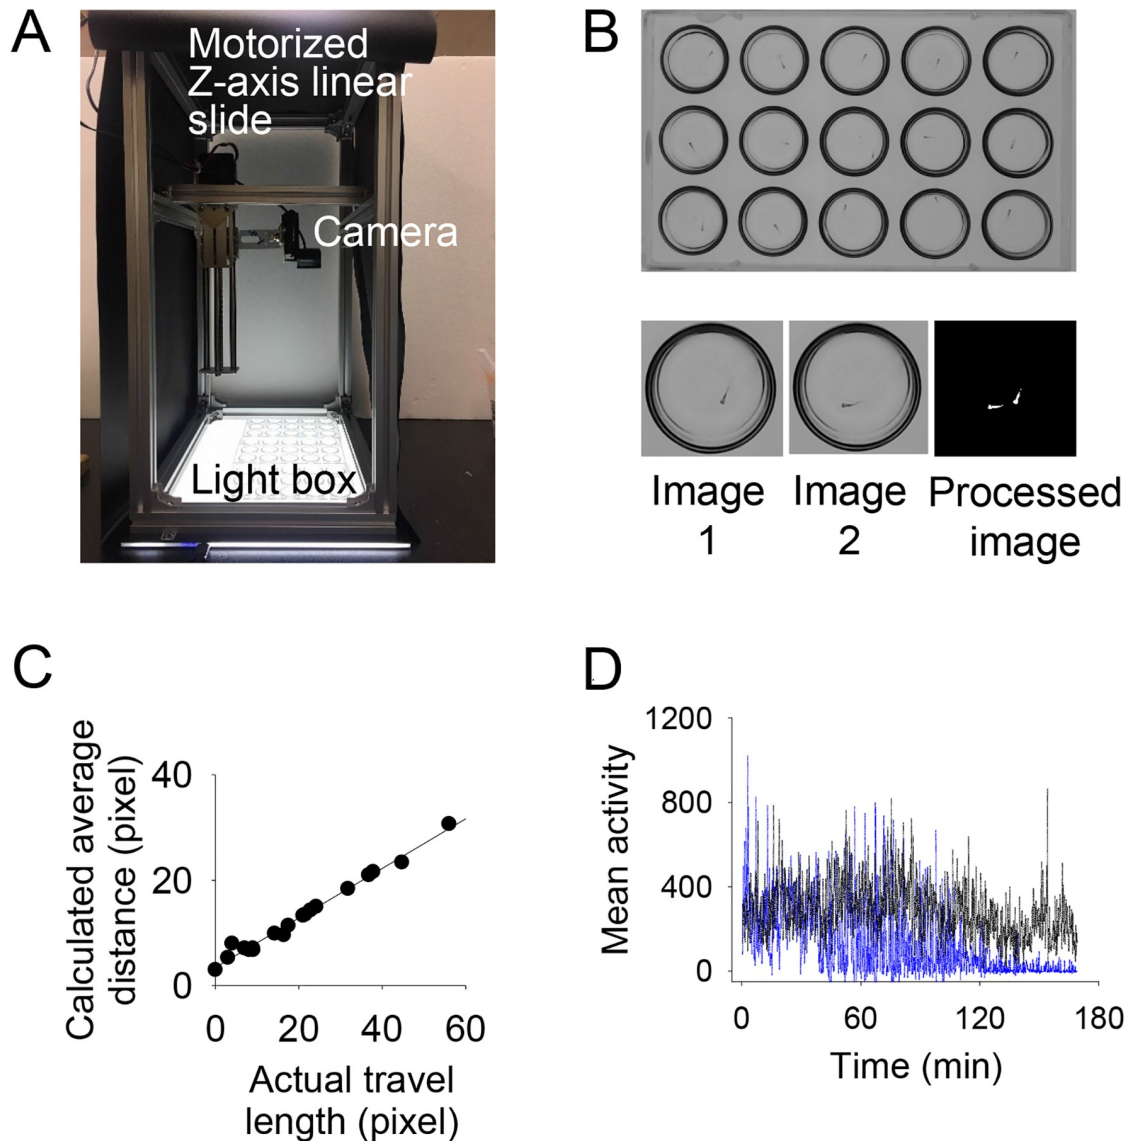 A
Motorized
Z-axis linear
slide
Camera
Light box
B
Image
1
Image
2
Processed
image
C
Calculated average
distance (pixel)
40
20
0
0
20
40
60
Actual travel
length (pixel)
D
Mean activity
1200
800
400
0
0
60
120
180
Time (min)